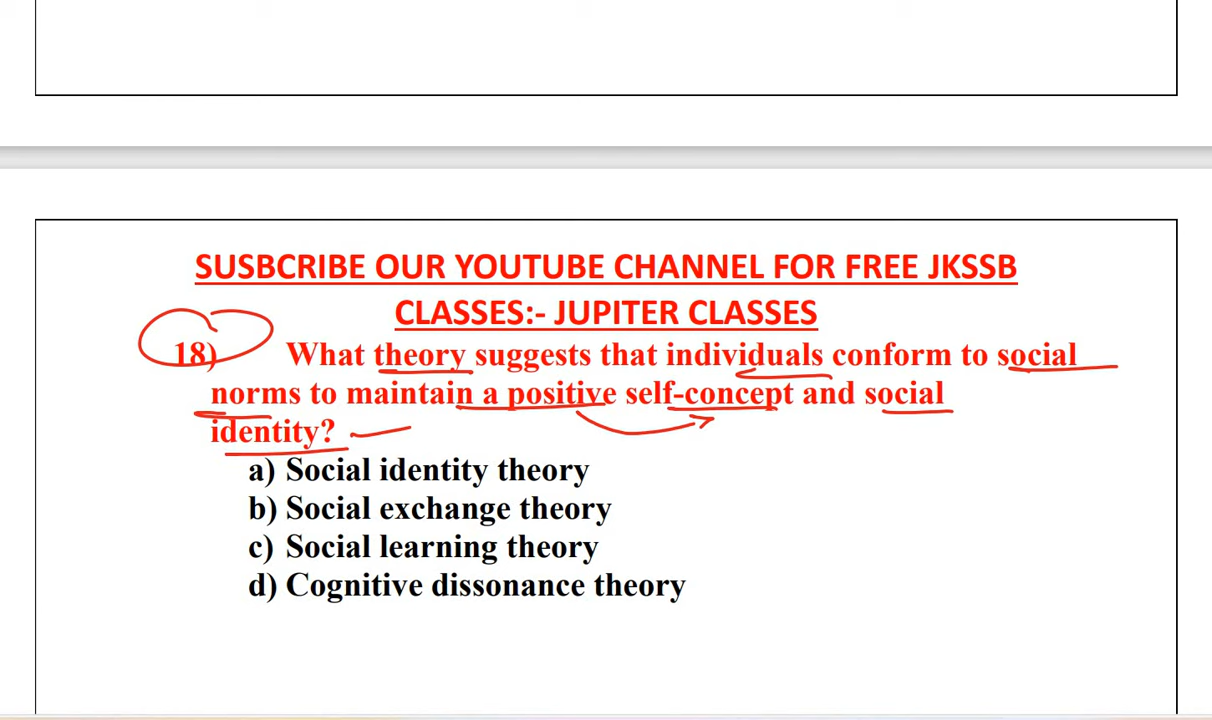 SUSBCRIBE OUR YOUTUBE CHANNEL FOR FREE JKSSB
CLASSES:- JUPITER CLASSES
18) What theory suggests that individuals conform to social
norms to maintain a positive self-concept and social
identity?
a) Social identity theory
b) Social exchange theory
c) Social learning theory
d) Cognitive dissonance theory